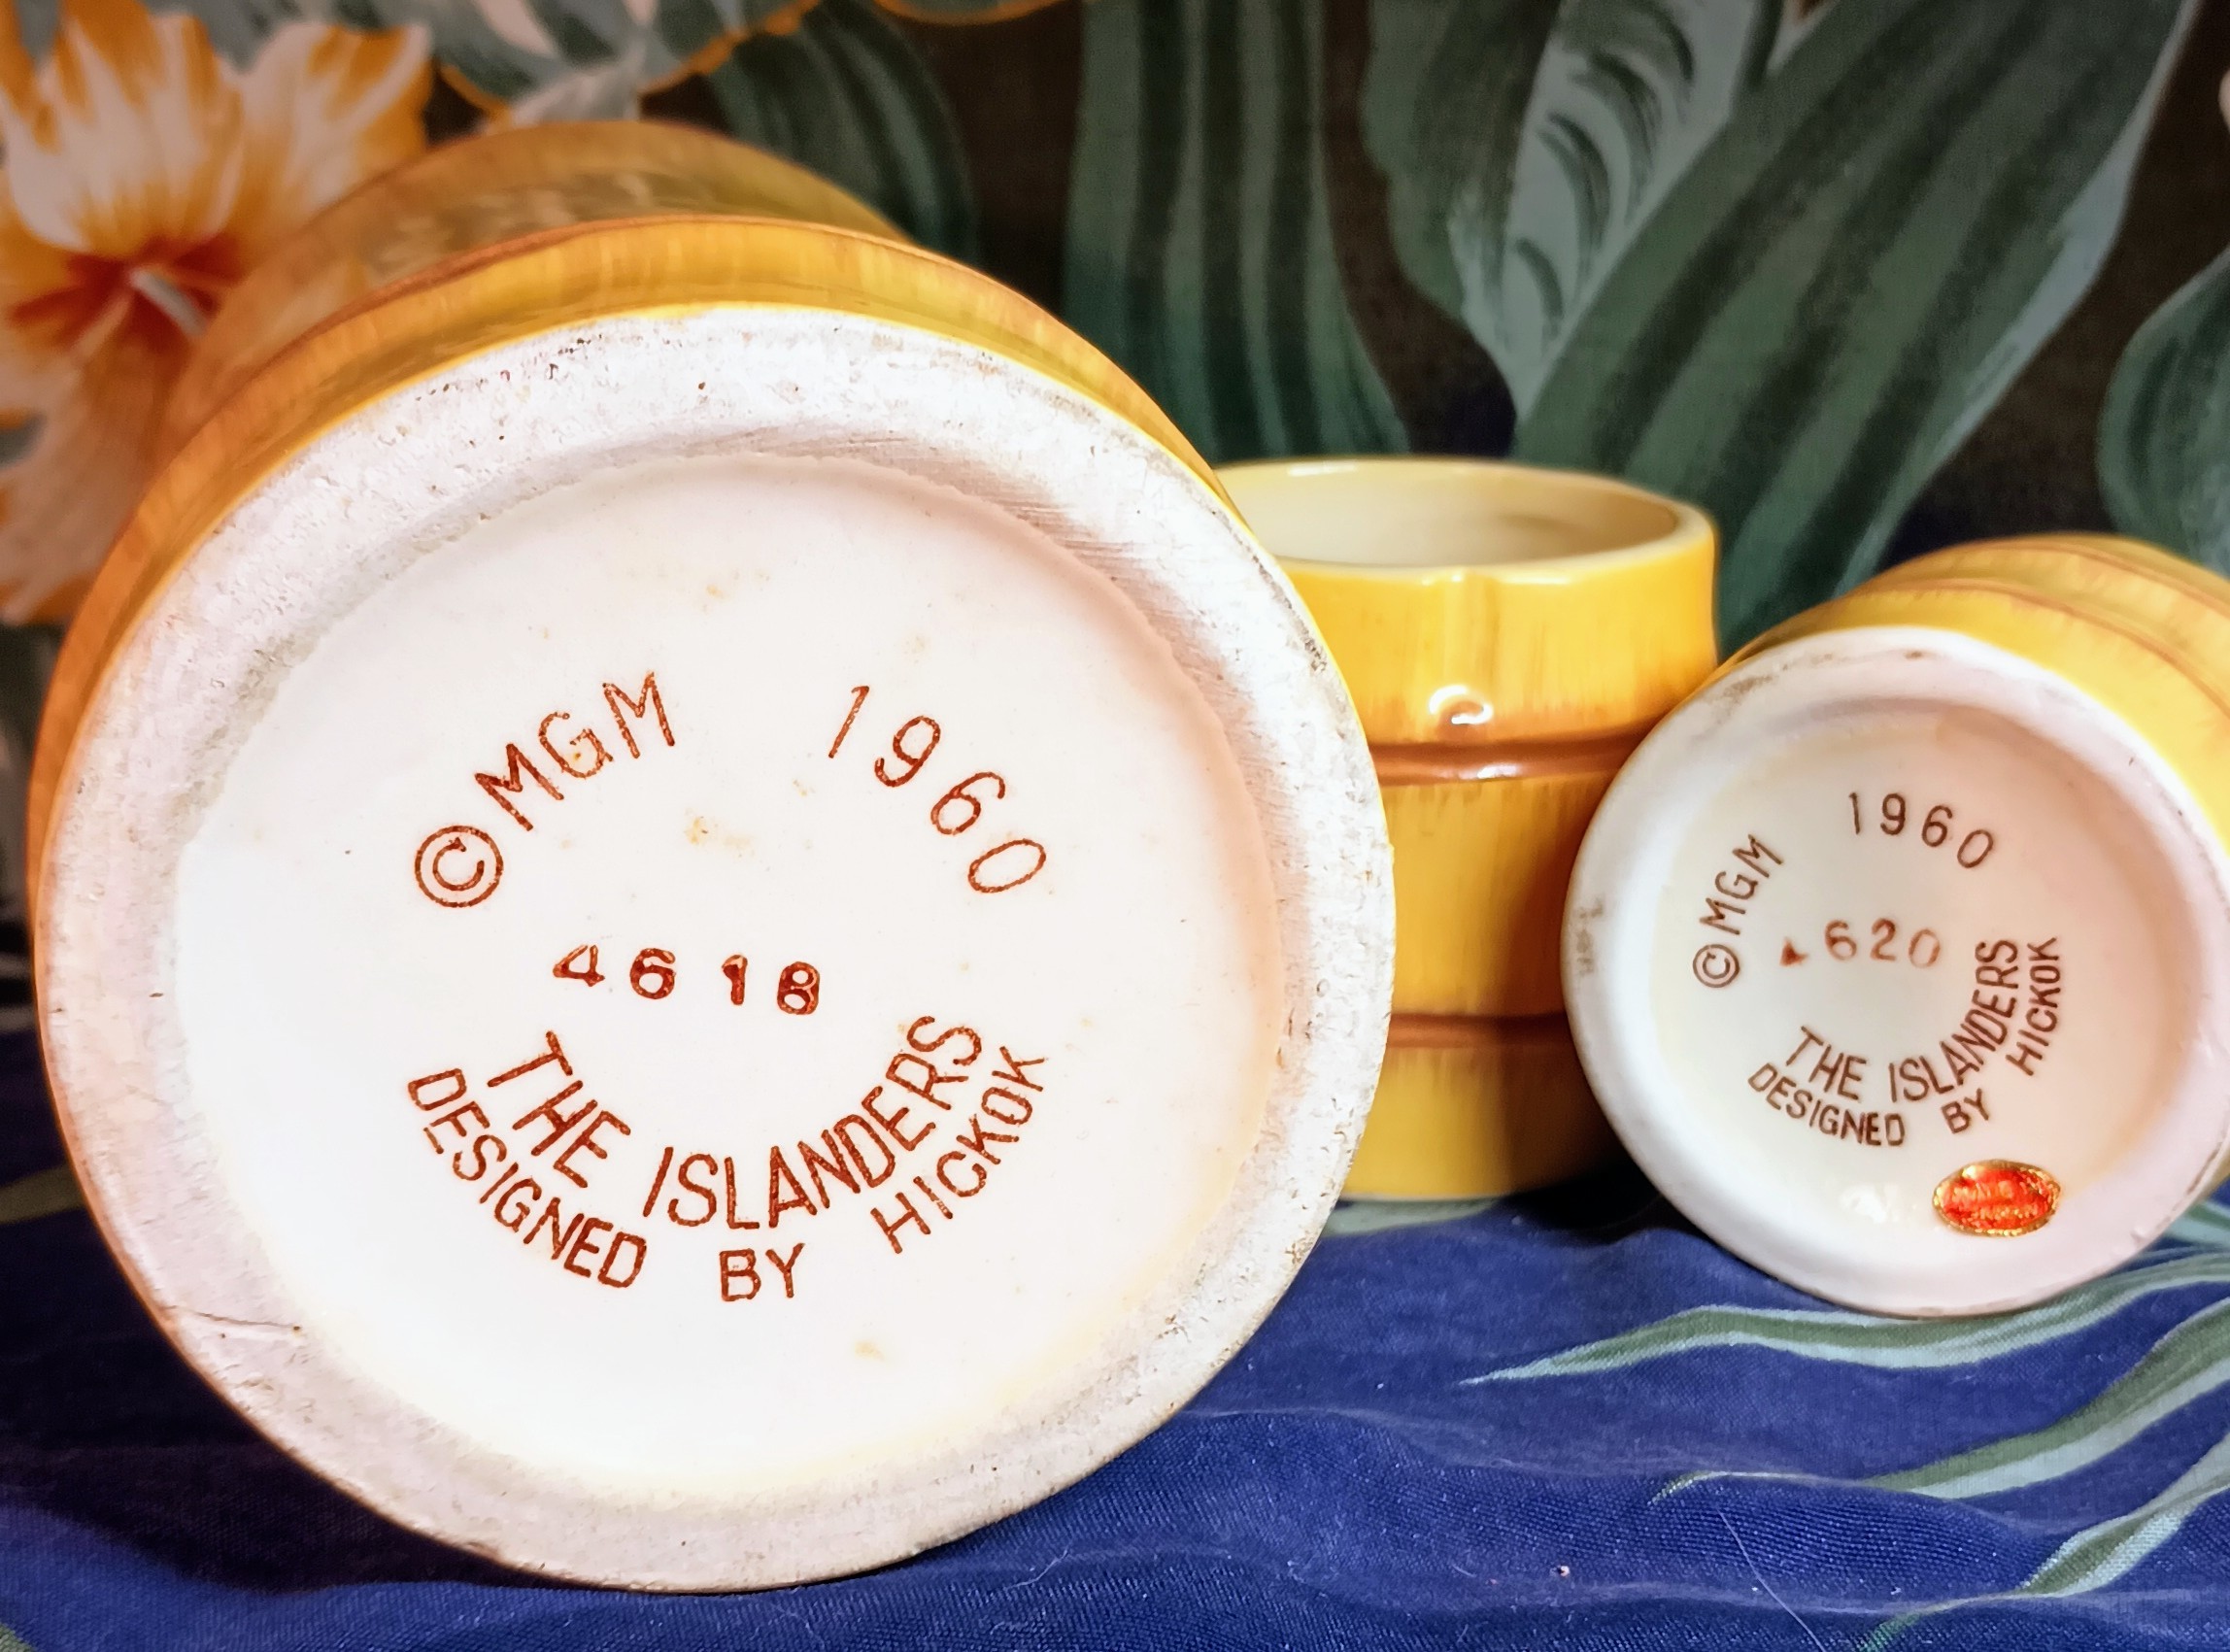 © MGM 1960
4618
THE ISLANDERS
DESIGNED BY HICKOK
© MGM 1960
620
THE ISLANDERS
DESIGNED BY HICKOK